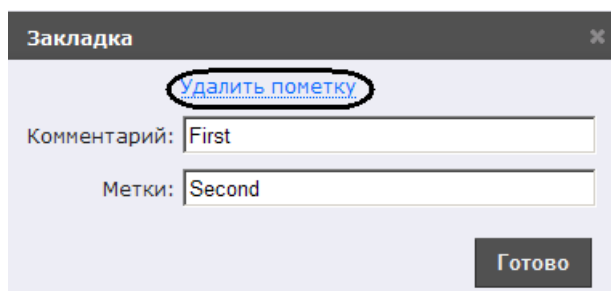 Закладка
Удалить пометку
Комментарий: First
Метки: Second
Готово